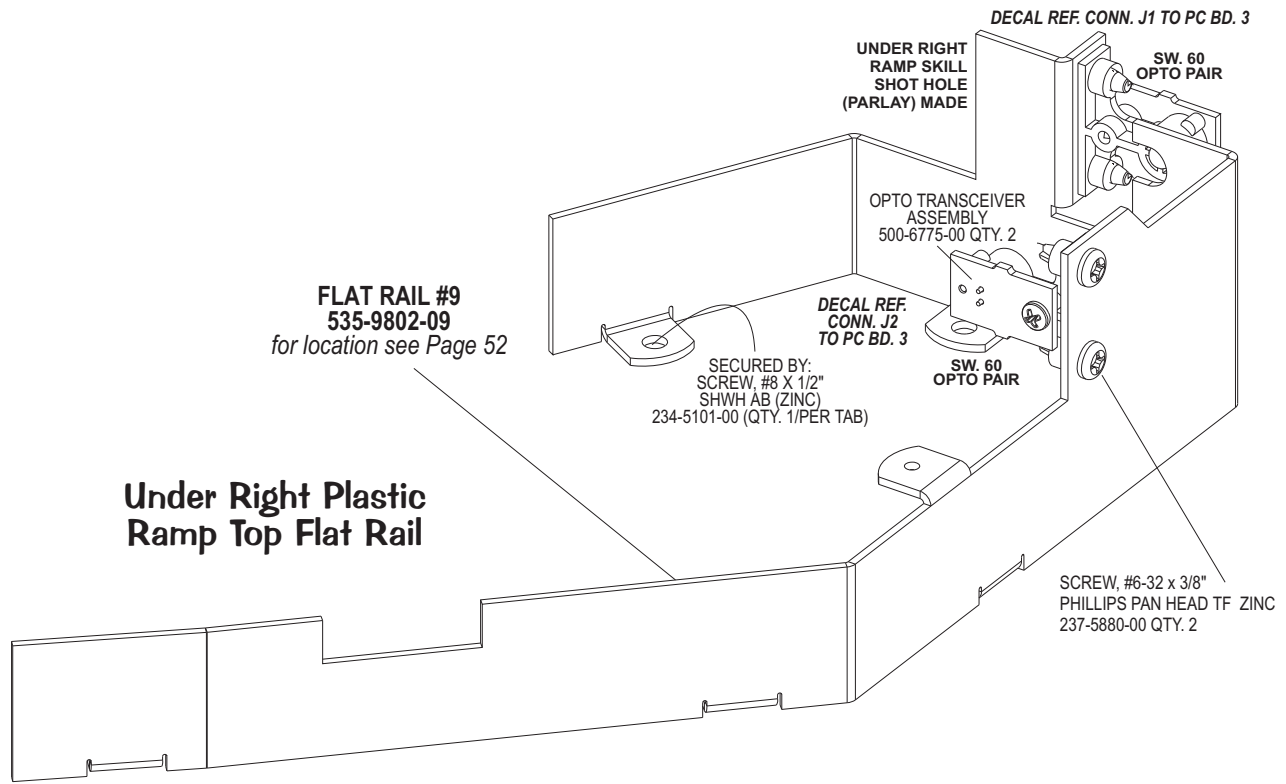 DECAL REF. CONN. J1 TO PC BD. 3
UNDER RIGHT
RAMP SKILL
SHOT HOLE
(PARLAY) MADE
SW. 60
OPTO PAIR
OPTO TRANSCEIVER
ASSEMBLY
500-6775-00 QTY. 2
FLAT RAIL #9
535-9802-09
for location see Page 52
DECAL REF.
CONN. J2
TO PC BD. 3
SW. 60
OPTO PAIR
SECURED BY:
SCREW, #8 X 1/2"
SHWH AB (ZINC)
234-5101-00 (QTY. 1/PER TAB)
Under Right Plastic
Ramp Top Flat Rail
SCREW, #6-32 x 3/8"
PHILLIPS PAN HEAD TF ZINC
237-5880-00 QTY. 2